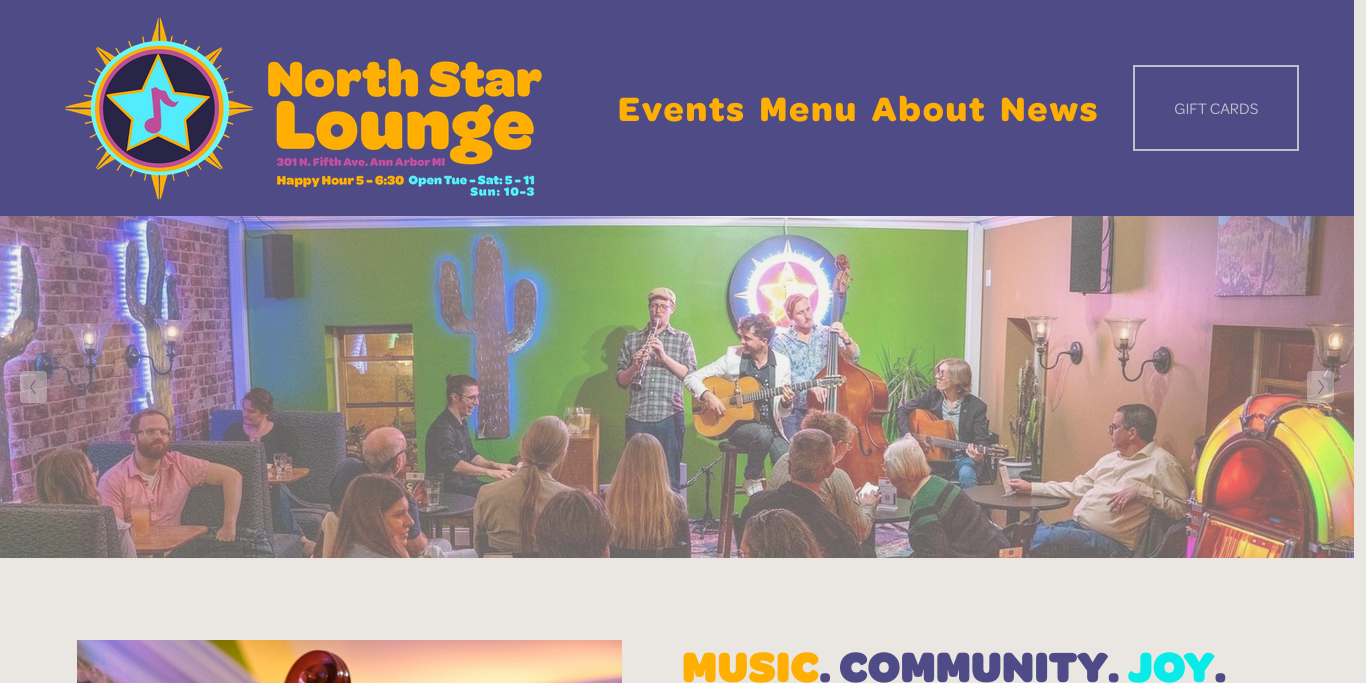 North Star
Lounge
301 N. Fifth Ave. Ann Arbor MI
Happy Hour 5 - 6:30 Open Tue - Sat: 5 - 11
Sun: 10-3
Events Menu About News
GIFT CARDS
MUSIC. COMMUNITY. JOY.